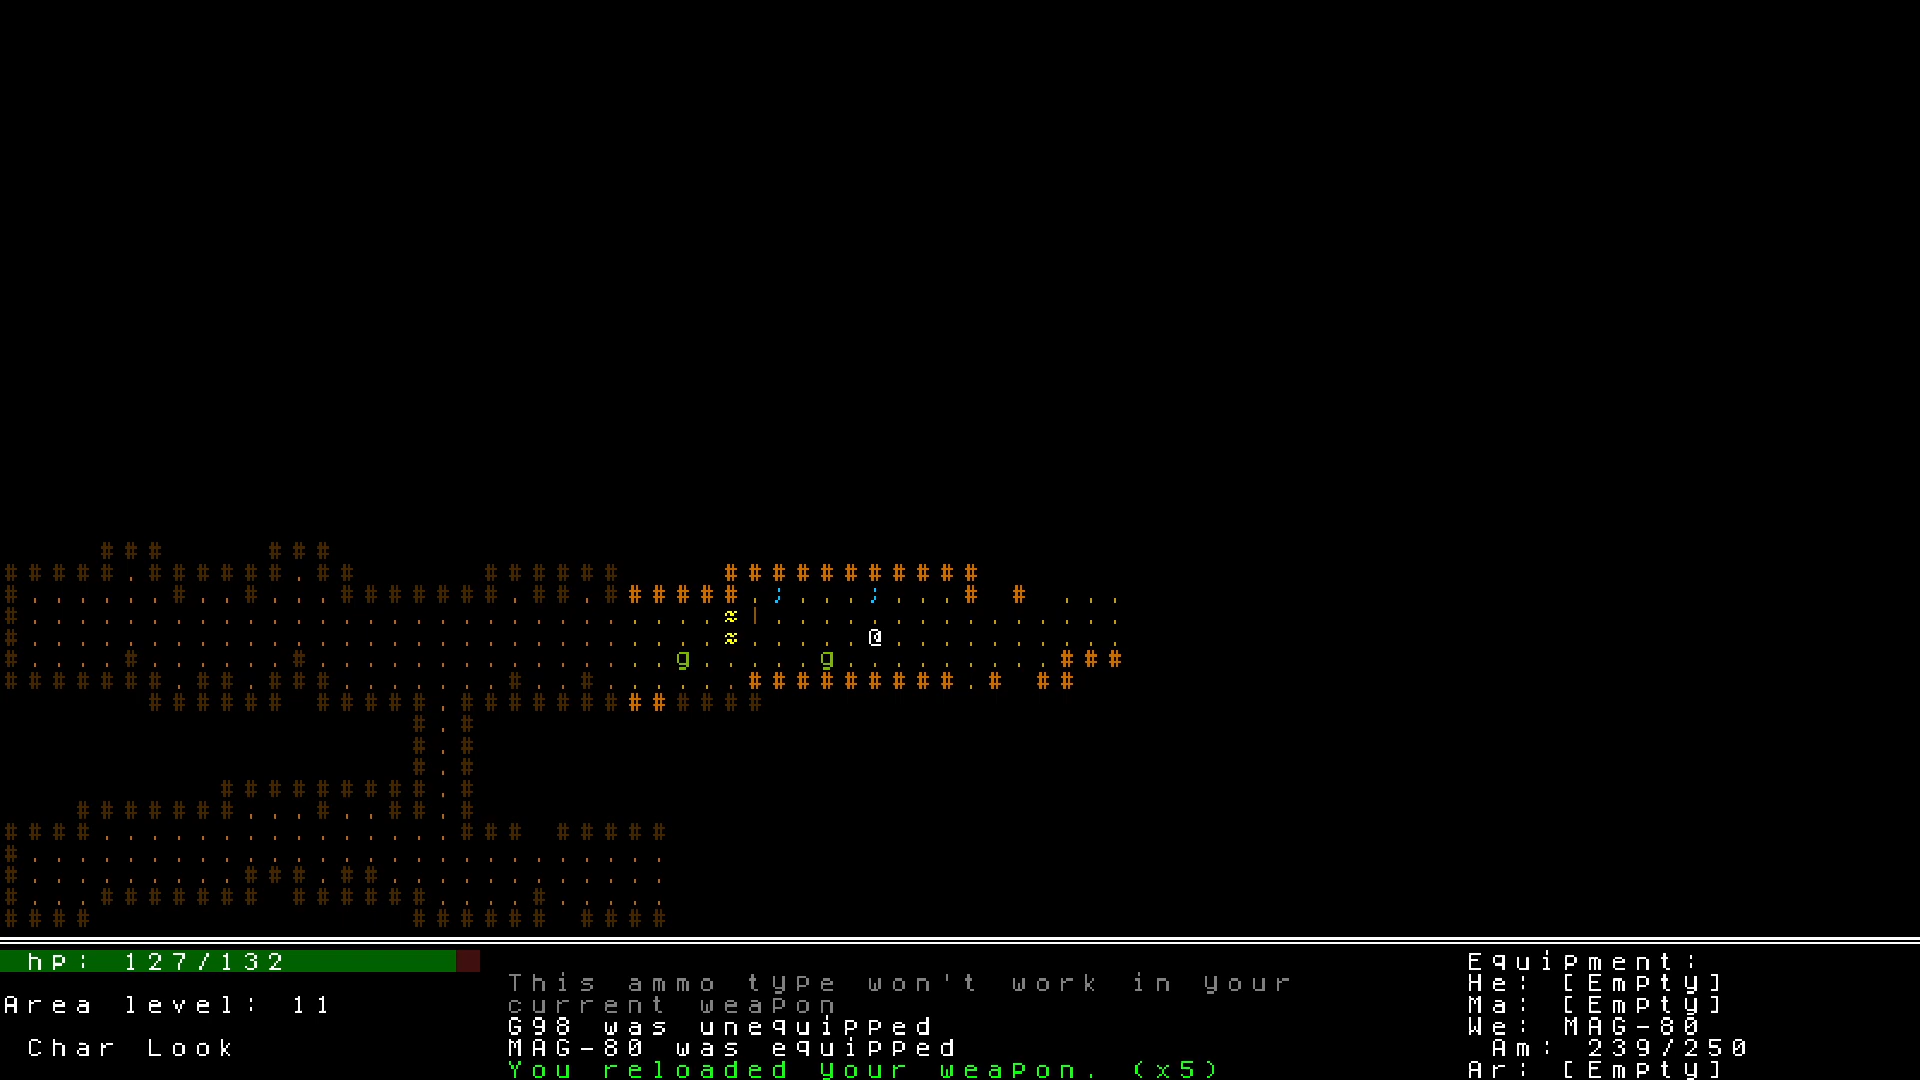 hp: 127/132
Area level: 11
Char Look
This ammo type won't work in your
current weapon
G98 was unequipped
MAG-80 was equipped
You reloaded your weapon. (x5)
Equipment:
He: [Empty]
Ma: [Empty]
We: MAG-80
Am: 239/250
Ar: [Empty]